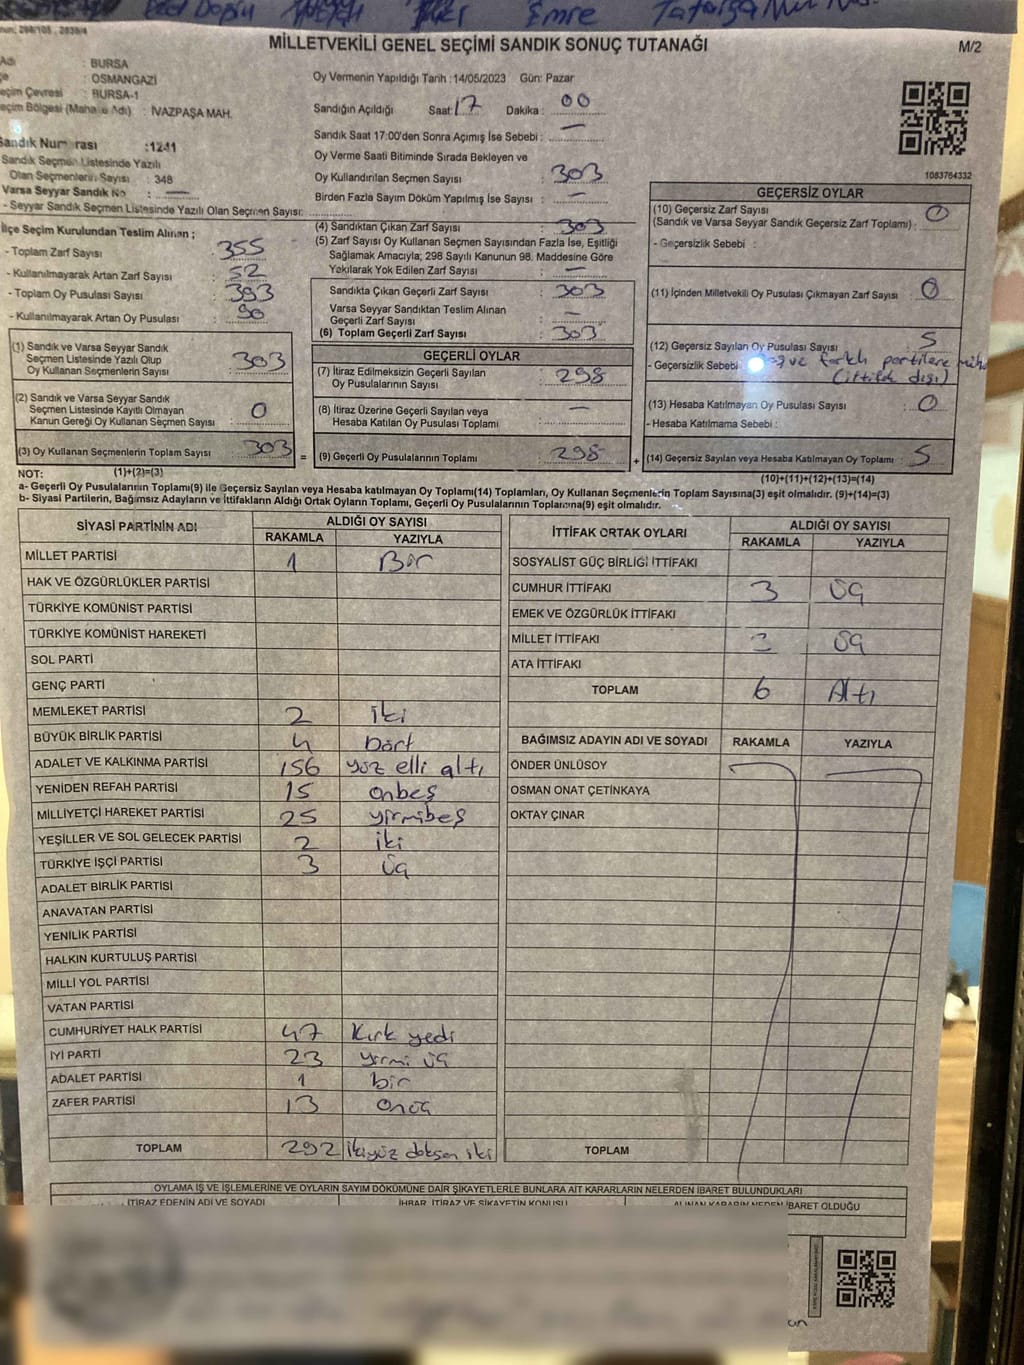 Emre
MİLLETVEKİLİ GENEL SEÇİMİ SANDIK SONUÇ TUTANAĞI
M/2
: BURSA
: OSMANGAZİ
: BURSA-1
: İVAZPAŞA MAH.
Oy Vermenin Yapıldığı Tarih :14/05/2023 Gün: Pazar
Sandığın Açıldığı Saat: 17 Dakika : 00
Sandık Saat 17:00'den Sonra Açımış İse Sebebi : —
Oy Verme Saati Bitiminde Sırada Bekleyen ve
Oy Kullandırılan Seçmen Sayısı : 303
Birden Fazla Sayım Döküm Yapılmış İse Sayısı : —
:1241
Sandık Seçmen Listesinde Yazılı
Olan Seçmenlerin Sayısı : 348
Varsa Seyyar Sandık No : —
- Seyyar Sandık Seçmen Listesinde Yazılı Olan Seçmen Sayısı:
1083764332
İlçe Seçim Kurulundan Teslim Alınan ;
- Toplam Zarf Sayısı : 355
- Kullanılmayarak Artan Zarf Sayısı : 52
- Toplam Oy Pusulası Sayısı : 393
- Kullanılmayarak Artan Oy Pusulası : 90
(1) Sandık ve Varsa Seyyar Sandık
Seçmen Listesinde Yazılı Olup
Oy Kullanan Seçmenlerin Sayısı : 303
(2) Sandık ve Varsa Seyyar Sandık
Seçmen Listesinde Kayıtlı Olmayan
Kanun Gereği Oy Kullanan Seçmen Sayısı : 0
(3) Oy Kullanan Seçmenlerin Toplam Sayısı : 303 =
(4) Sandıktan Çıkan Zarf Sayısı : 303
(5) Zarf Sayısı Oy Kullanan Seçmen Sayısından Fazla İse, Eşitliği
Sağlamak Amacıyla; 298 Sayılı Kanunun 98. Maddesine Göre
Yakılarak Yok Edilen Zarf Sayısı : —
Sandıkta Çıkan Geçerli Zarf Sayısı : 303
Varsa Seyyar Sandıktan Teslim Alınan
Geçerli Zarf Sayısı : —
(6) Toplam Geçerli Zarf Sayısı : 303
GEÇERLİ OYLAR
(7) İtiraz Edilmeksizin Geçerli Sayılan
Oy Pusulalarının Sayısı : 298
(8) İtiraz Üzerine Geçerli Sayılan veya
Hesaba Katılan Oy Pusulası Toplamı : —
(9) Geçerli Oy Pusulalarının Toplamı : 298 +
GEÇERSİZ OYLAR
(10) Geçersiz Zarf Sayısı
(Sandık ve Varsa Seyyar Sandık Geçersiz Zarf Toplamı) : 0
- Geçersizlik Sebebi :
(11) İçinden Milletvekili Oy Pusulası Çıkmayan Zarf Sayısı : 0
(12) Geçersiz Sayılan Oy Pusulası Sayısı : 5
- Geçersizlik Sebebi ve farklı partilere
(ittifak dışı)
(13) Hesaba Katılmayan Oy Pusulası Sayısı : 0
- Hesaba Katılmama Sebebi :
(14) Geçersiz Sayılan veya Hesaba Katılmayan Oy Toplamı : 5
NOT: (1)+(2)=(3)
(10)+(11)+(12)+(13)=(14)
a- Geçerli Oy Pusulalarının Toplamı(9) ile Geçersiz Sayılan veya Hesaba katılmayan Oy Toplamı(14) Toplamları, Oy Kullanan Seçmenlerin Toplam Sayısına(3) eşit olmalıdır. (9)+(14)=(3)
b- Siyasi Partilerin, Bağımsız Adayların ve İttifakların Aldığı Ortak Oyların Toplamı, Geçerli Oy Pusulalarının Toplamına(9) eşit olmalıdır.
SİYASİ PARTİNİN ADI
ALDIĞI OY SAYISI
RAKAMLA YAZIYLA
MİLLET PARTİSİ 1 Bir
HAK VE ÖZGÜRLÜKLER PARTİSİ
TÜRKİYE KOMÜNİST PARTİSİ
TÜRKİYE KOMÜNİST HAREKETİ
SOL PARTİ
GENÇ PARTİ
MEMLEKET PARTİSİ 2 iki
BÜYÜK BİRLİK PARTİSİ 4 Dört
ADALET VE KALKINMA PARTİSİ 156 yüz elli altı
YENİDEN REFAH PARTİSİ 15 onbeş
MİLLİYETÇİ HAREKET PARTİSİ 25 yirmibeş
YEŞİLLER VE SOL GELECEK PARTİSİ 2 iki
TÜRKİYE İŞÇİ PARTİSİ 3 üç
ADALET BİRLİK PARTİSİ
ANAVATAN PARTİSİ
YENİLİK PARTİSİ
HALKIN KURTULUŞ PARTİSİ
MİLLİ YOL PARTİSİ
VATAN PARTİSİ
CUMHURİYET HALK PARTİSİ 47 Kırk yedi
İYİ PARTİ 23 yirmi üç
ADALET PARTİSİ 1 bir
ZAFER PARTİSİ 13 onüç
TOPLAM 292 ikiyüz doksan iki
İTTİFAK ORTAK OYLARI
ALDIĞI OY SAYISI
RAKAMLA YAZIYLA
SOSYALİST GÜÇ BİRLİĞİ İTTİFAKI
CUMHUR İTTİFAKI 3 üç
EMEK VE ÖZGÜRLÜK İTTİFAKI
MİLLET İTTİFAKI 3 üç
ATA İTTİFAKI
TOPLAM 6 Altı
BAĞIMSIZ ADAYIN ADI VE SOYADI RAKAMLA YAZIYLA
ÖNDER ÜNLÜSOY
OSMAN ONAT ÇETİNKAYA
OKTAY ÇINAR
TOPLAM
OYLAMA İŞ VE İŞLEMLERİNE VE OYLARIN SAYIM DÖKÜMÜNE DAİR ŞİKAYETLERLE BUNLARA AİT KARARLARIN NELERDEN İBARET BULUNDUKLARI
İTİRAZ EDENİN ADI VE SOYADI İHBAR, İTİRAZ VE ŞİKAYETİN KONUSU ALINAN KARARIN NEDEN İBARET OLDUĞU